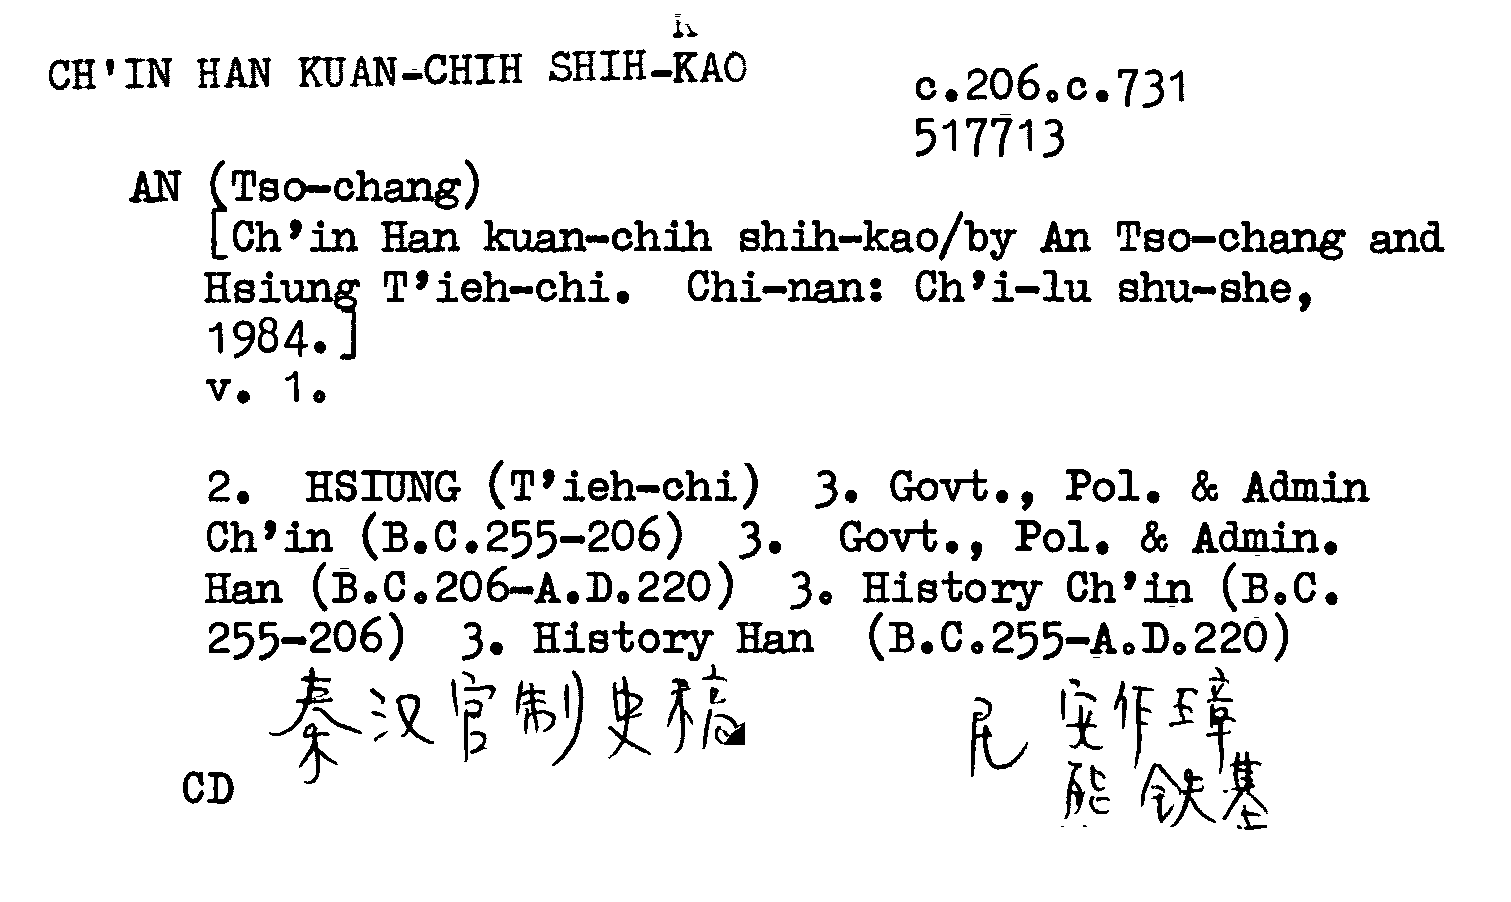 CH'IN HAN KUAN-CHIH SHIH-KAO
c.206.c.731
517713
AN (Tso-chang)
[Ch'in Han kuan-chih shih-kao/by An Tso-chang and
Hsiung T'ieh-chi. Chi-nan: Ch'i-lu shu-she,
1984.]
v. 1.
2. HSIUNG (T'ieh-chi) 3. Govt., Pol. & Admin
Ch'in (B.C.255-206) 3. Govt., Pol. & Admin.
Han (B.C.206-A.D.220) 3. History Ch'in (B.C.
255-206) 3. History Han (B.C.255-A.D.220)
秦汉官制史稿
安作璋
熊铁基
CD